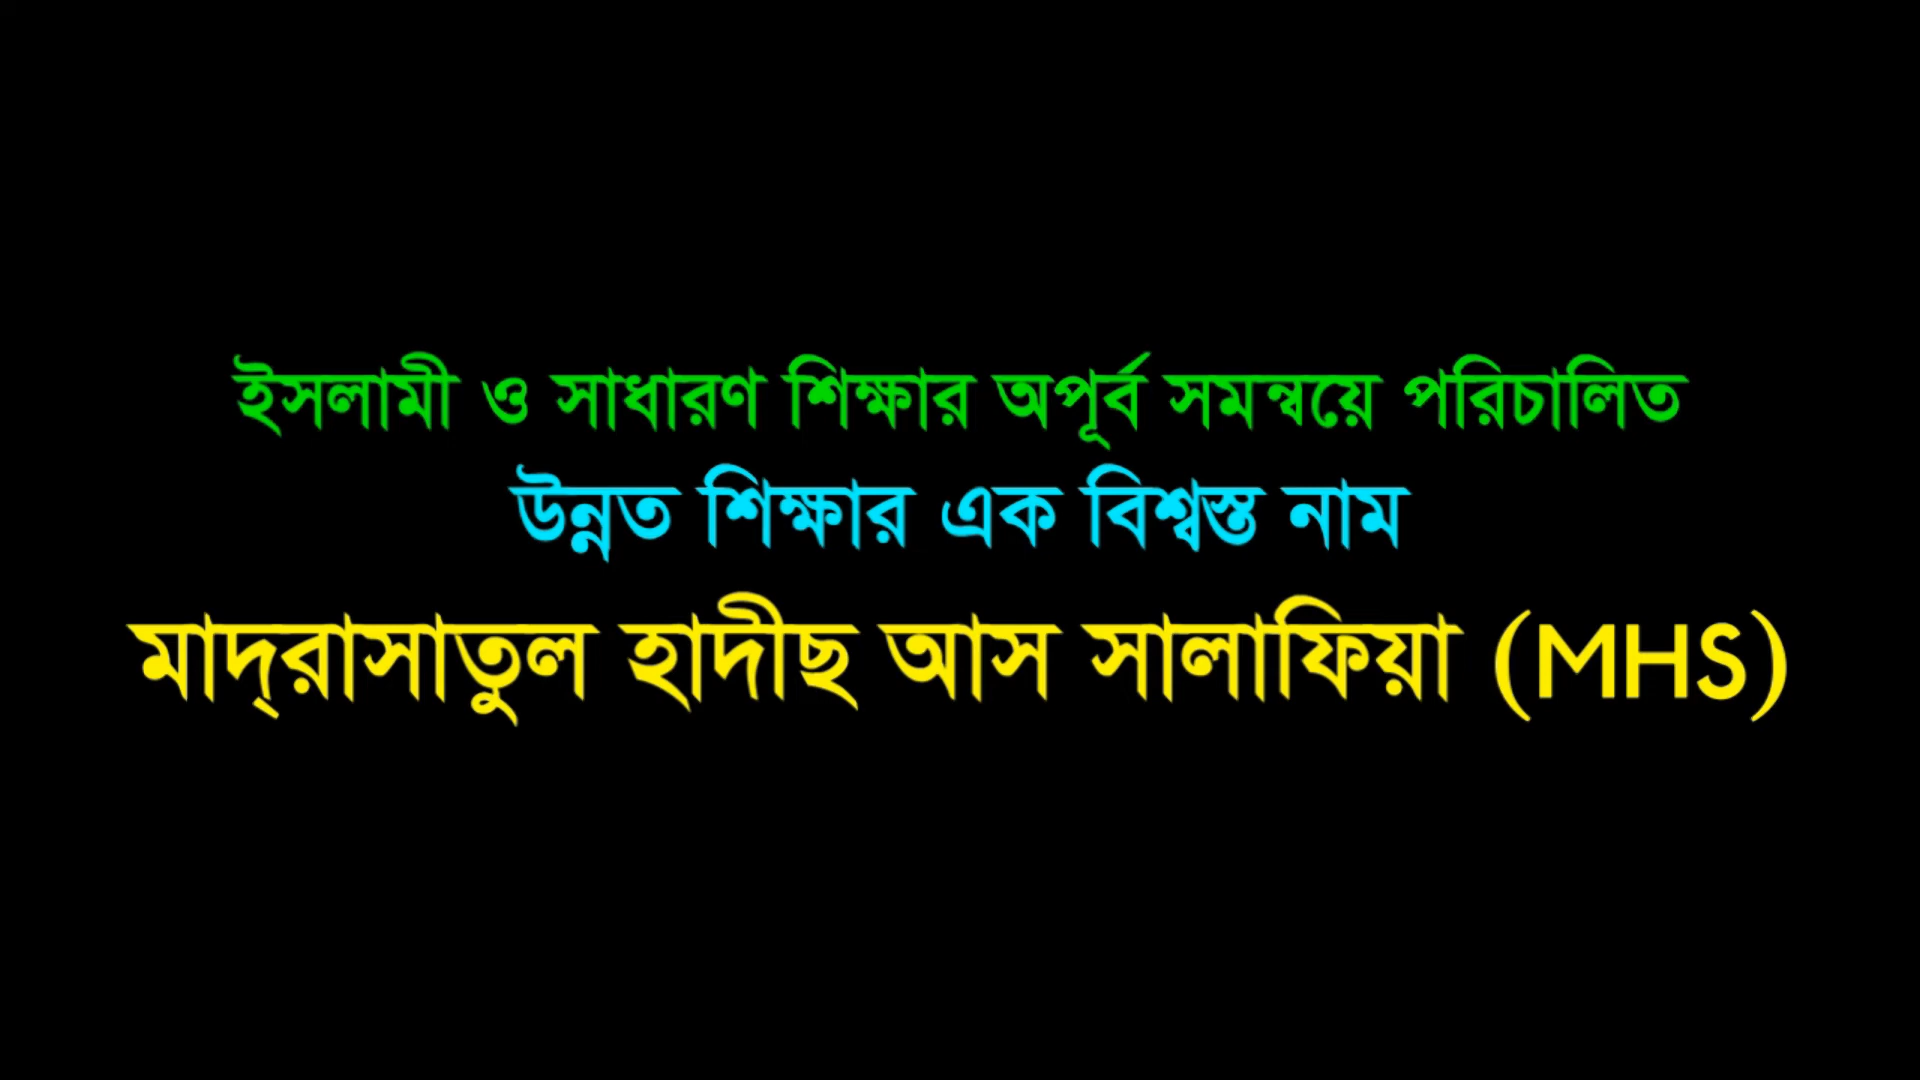 ইসলামী ও সাধারণ শিক্ষার অপূর্ব সমন্বয়ে পরিচালিত
উন্নত শিক্ষার এক বিশ্বস্ত নাম
মাদ্‌রাসাতুল হাদীছ আস সালাফিয়া (MHS)